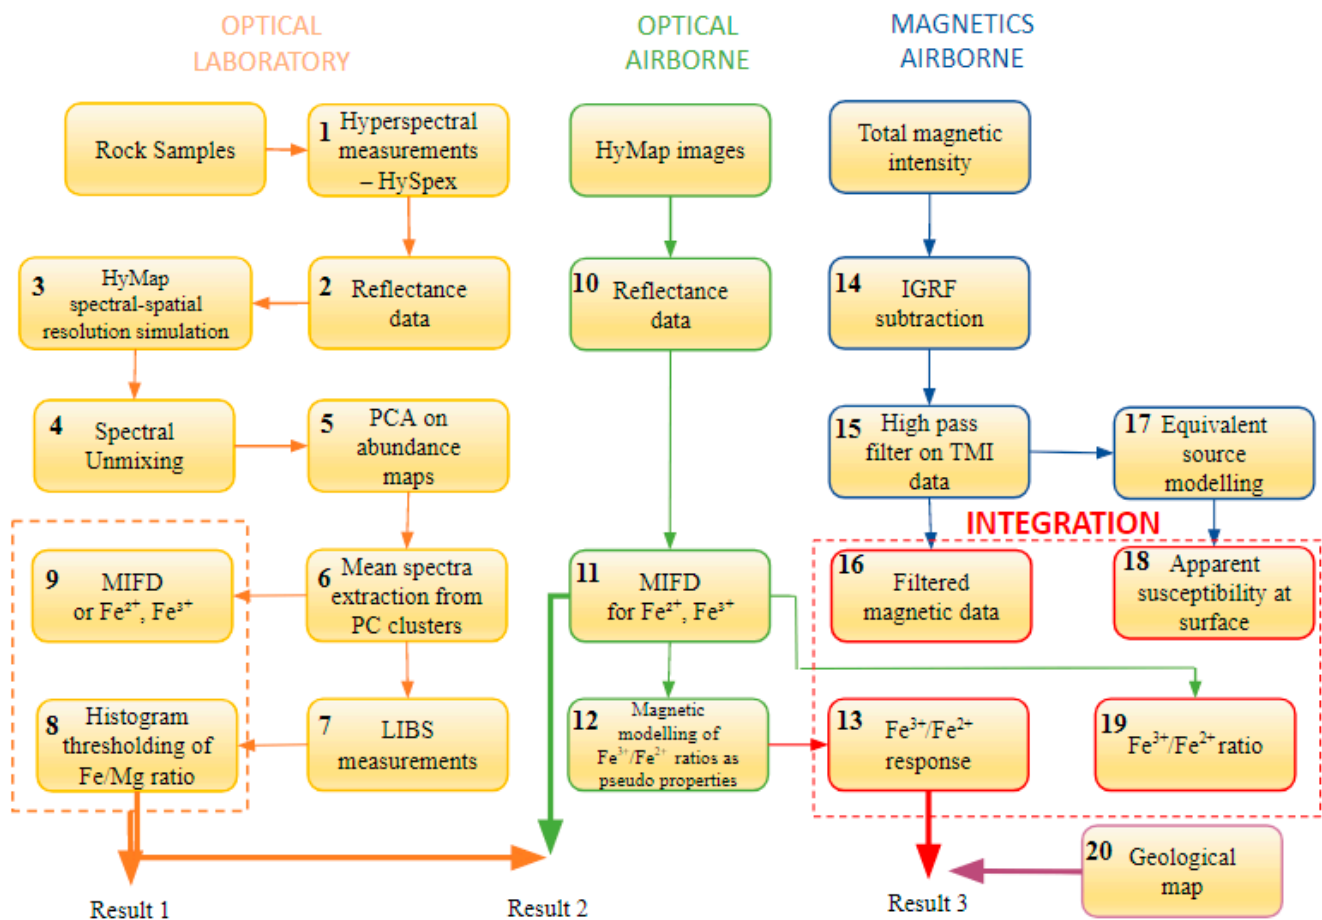 OPTICAL
LABORATORY
OPTICAL
AIRBORNE
MAGNETICS
AIRBORNE
Rock Samples
1 Hyperspectral
measurements
– HySpex
HyMap images
Total magnetic
intensity
3 HyMap
spectral-spatial
resolution simulation
2 Reflectance
data
10 Reflectance
data
14 IGRF
subtraction
4 Spectral
Unmixing
5 PCA on
abundance
maps
15 High pass
filter on TMI
data
17 Equivalent
source
modelling
INTEGRATION
9 MIFD
or Fe²⁺, Fe³⁺
6 Mean spectra
extraction from
PC clusters
11 MIFD
for Fe²⁺, Fe³⁺
16 Filtered
magnetic data
18 Apparent
susceptibility at
surface
8 Histogram
thresholding of
Fe/Mg ratio
7 LIBS
measurements
12 Magnetic
modelling of
Fe³⁺/Fe²⁺ ratios as
pseudo properties
13 Fe³⁺/Fe²⁺
response
19 Fe³⁺/Fe²⁺ ratio
20 Geological
map
Result 1
Result 2
Result 3